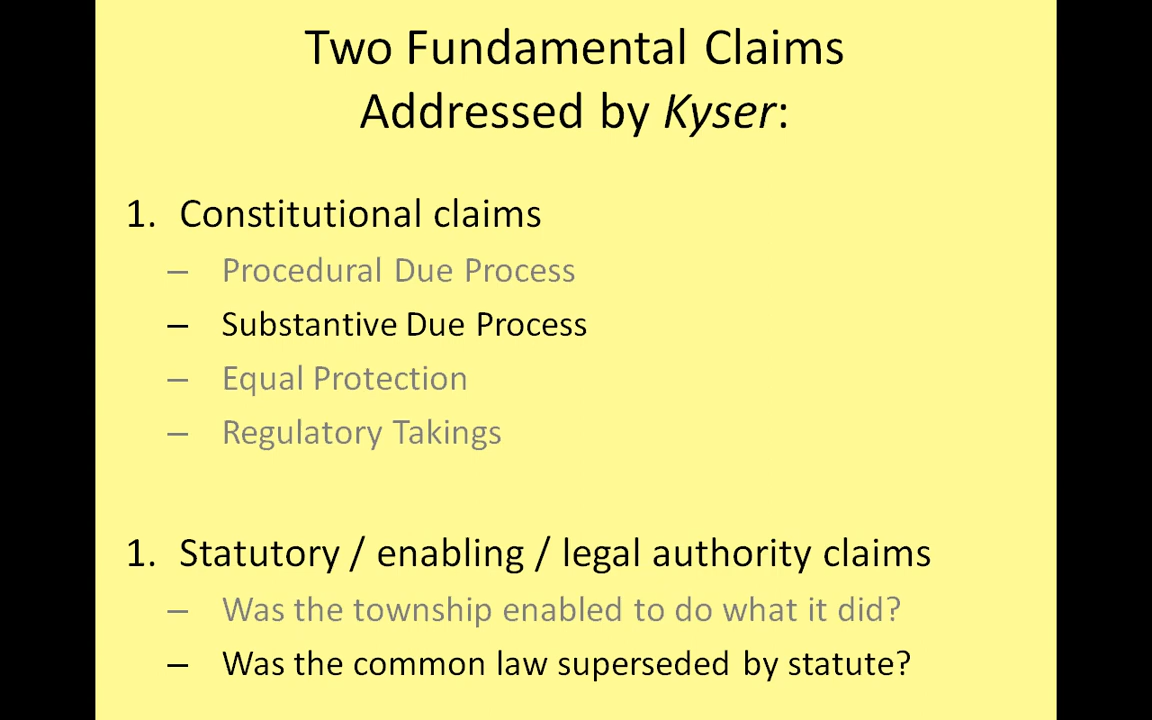 Two Fundamental Claims
Addressed by Kyser:
1. Constitutional claims
– Procedural Due Process
– Substantive Due Process
– Equal Protection
– Regulatory Takings
1. Statutory / enabling / legal authority claims
– Was the township enabled to do what it did?
– Was the common law superseded by statute?